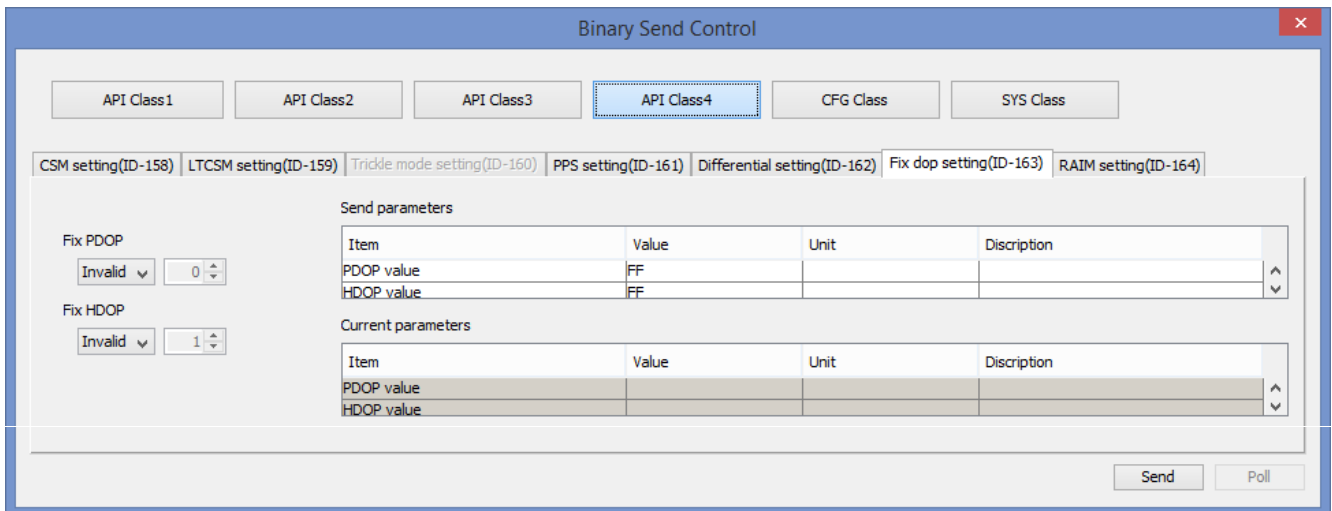 Binary Send Control
API Class1 API Class2 API Class3 API Class4 CFG Class SYS Class
CSM setting(ID-158) LTCSM setting(ID-159) Trickle mode setting(ID-160) PPS setting(ID-161) Differential setting(ID-162) Fix dop setting(ID-163) RAIM setting(ID-164)
Send parameters
Fix PDOP
Invalid 0
Fix HDOP
Invalid 1
Item Value Unit Discription
PDOP value FF
HDOP value FF
Current parameters
Item Value Unit Discription
PDOP value
HDOP value
Send Poll